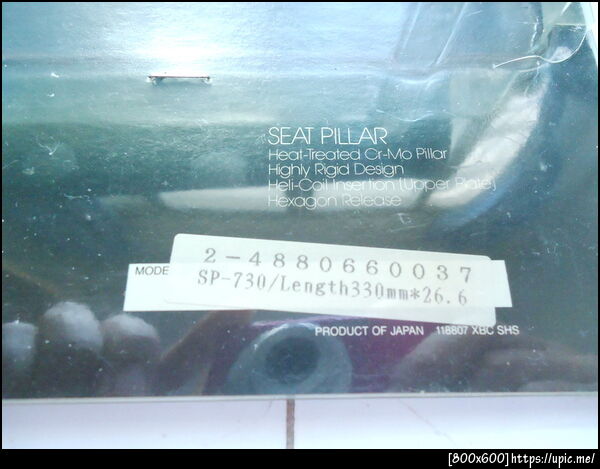 SEAT PILLAR
Heat-Treated Cr-Mo Pillar
Highly Rigid Design
Heli-Coil Insertion (Upper Plate)
Hexagon Release
2-4880660037
MODE
SP-730/Length330mm*26.6
PRODUCT OF JAPAN 118807 XBC SHS
[800x600]https://upic.me/